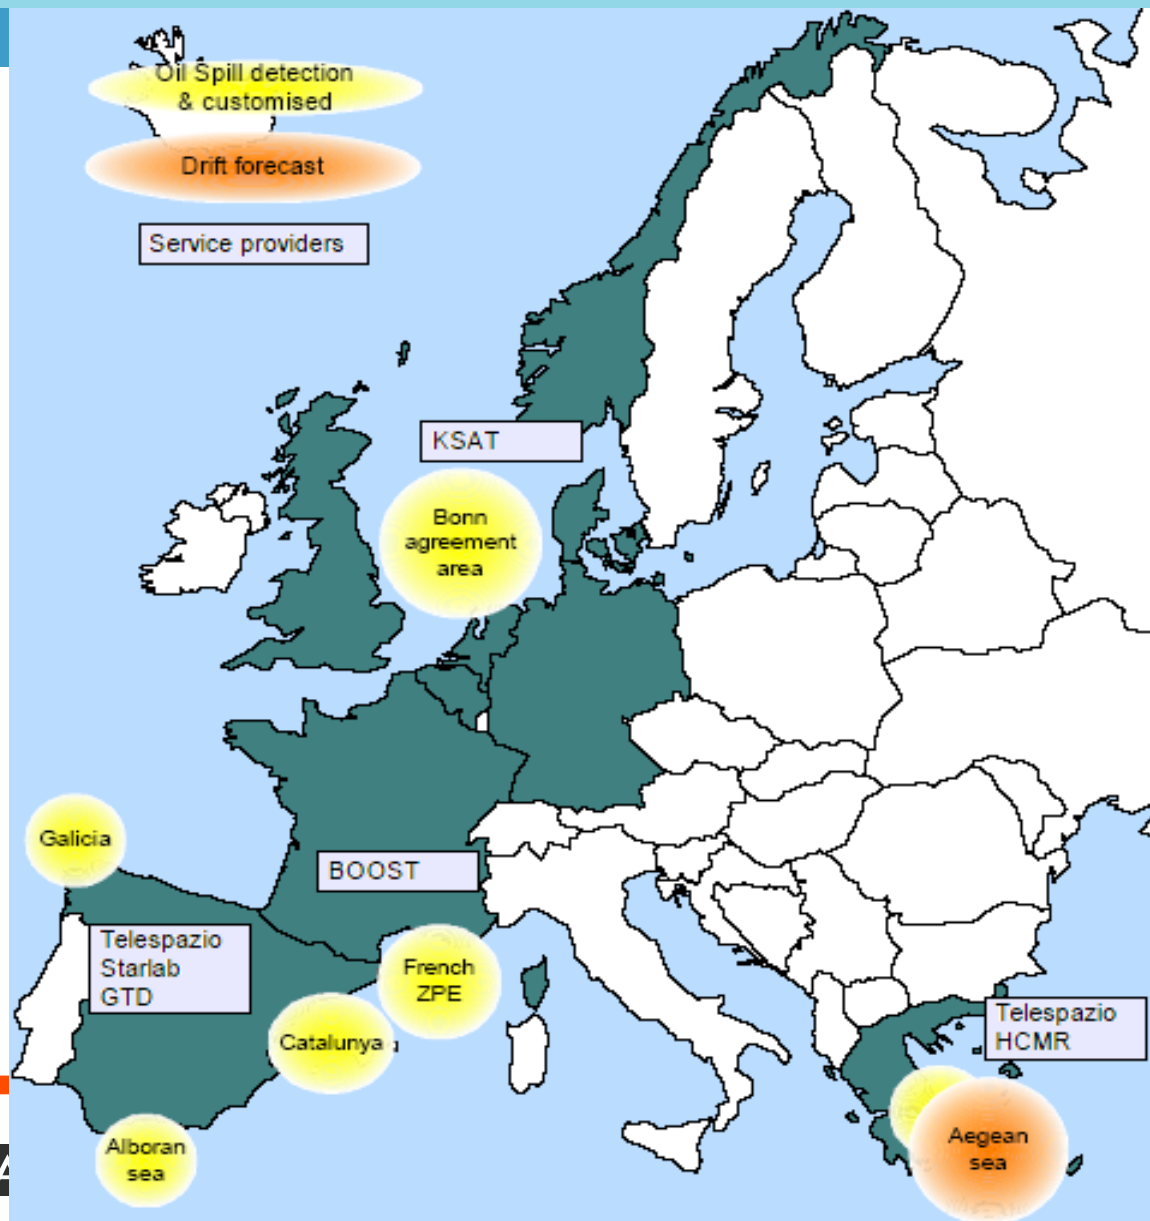 Oil Spill detection
& customised
Drift forecast
Service providers
KSAT
Bonn
agreement
area
Galicia
BOOST
Telespazio
Starlab
GTD
French
ZPE
Catalunya
Telespazio
HCMR
Alboran
sea
Aegean
sea